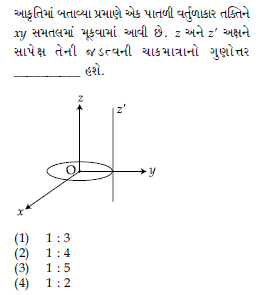 આકૃતિમાં બતાવ્યા પ્રમાણે એક પાતળી વર્તુળાકાર તક્તિને
xy સમતલમાં મૂકવામાં આવી છે. z અને z′ અક્ષને
સાપેક્ષ તેની જડત્વની ચાકમાત્રાનો ગુણોત્તર
__________ હશે.
z
z′
O
y
x
(1) 1 : 3
(2) 1 : 4
(3) 1 : 5
(4) 1 : 2